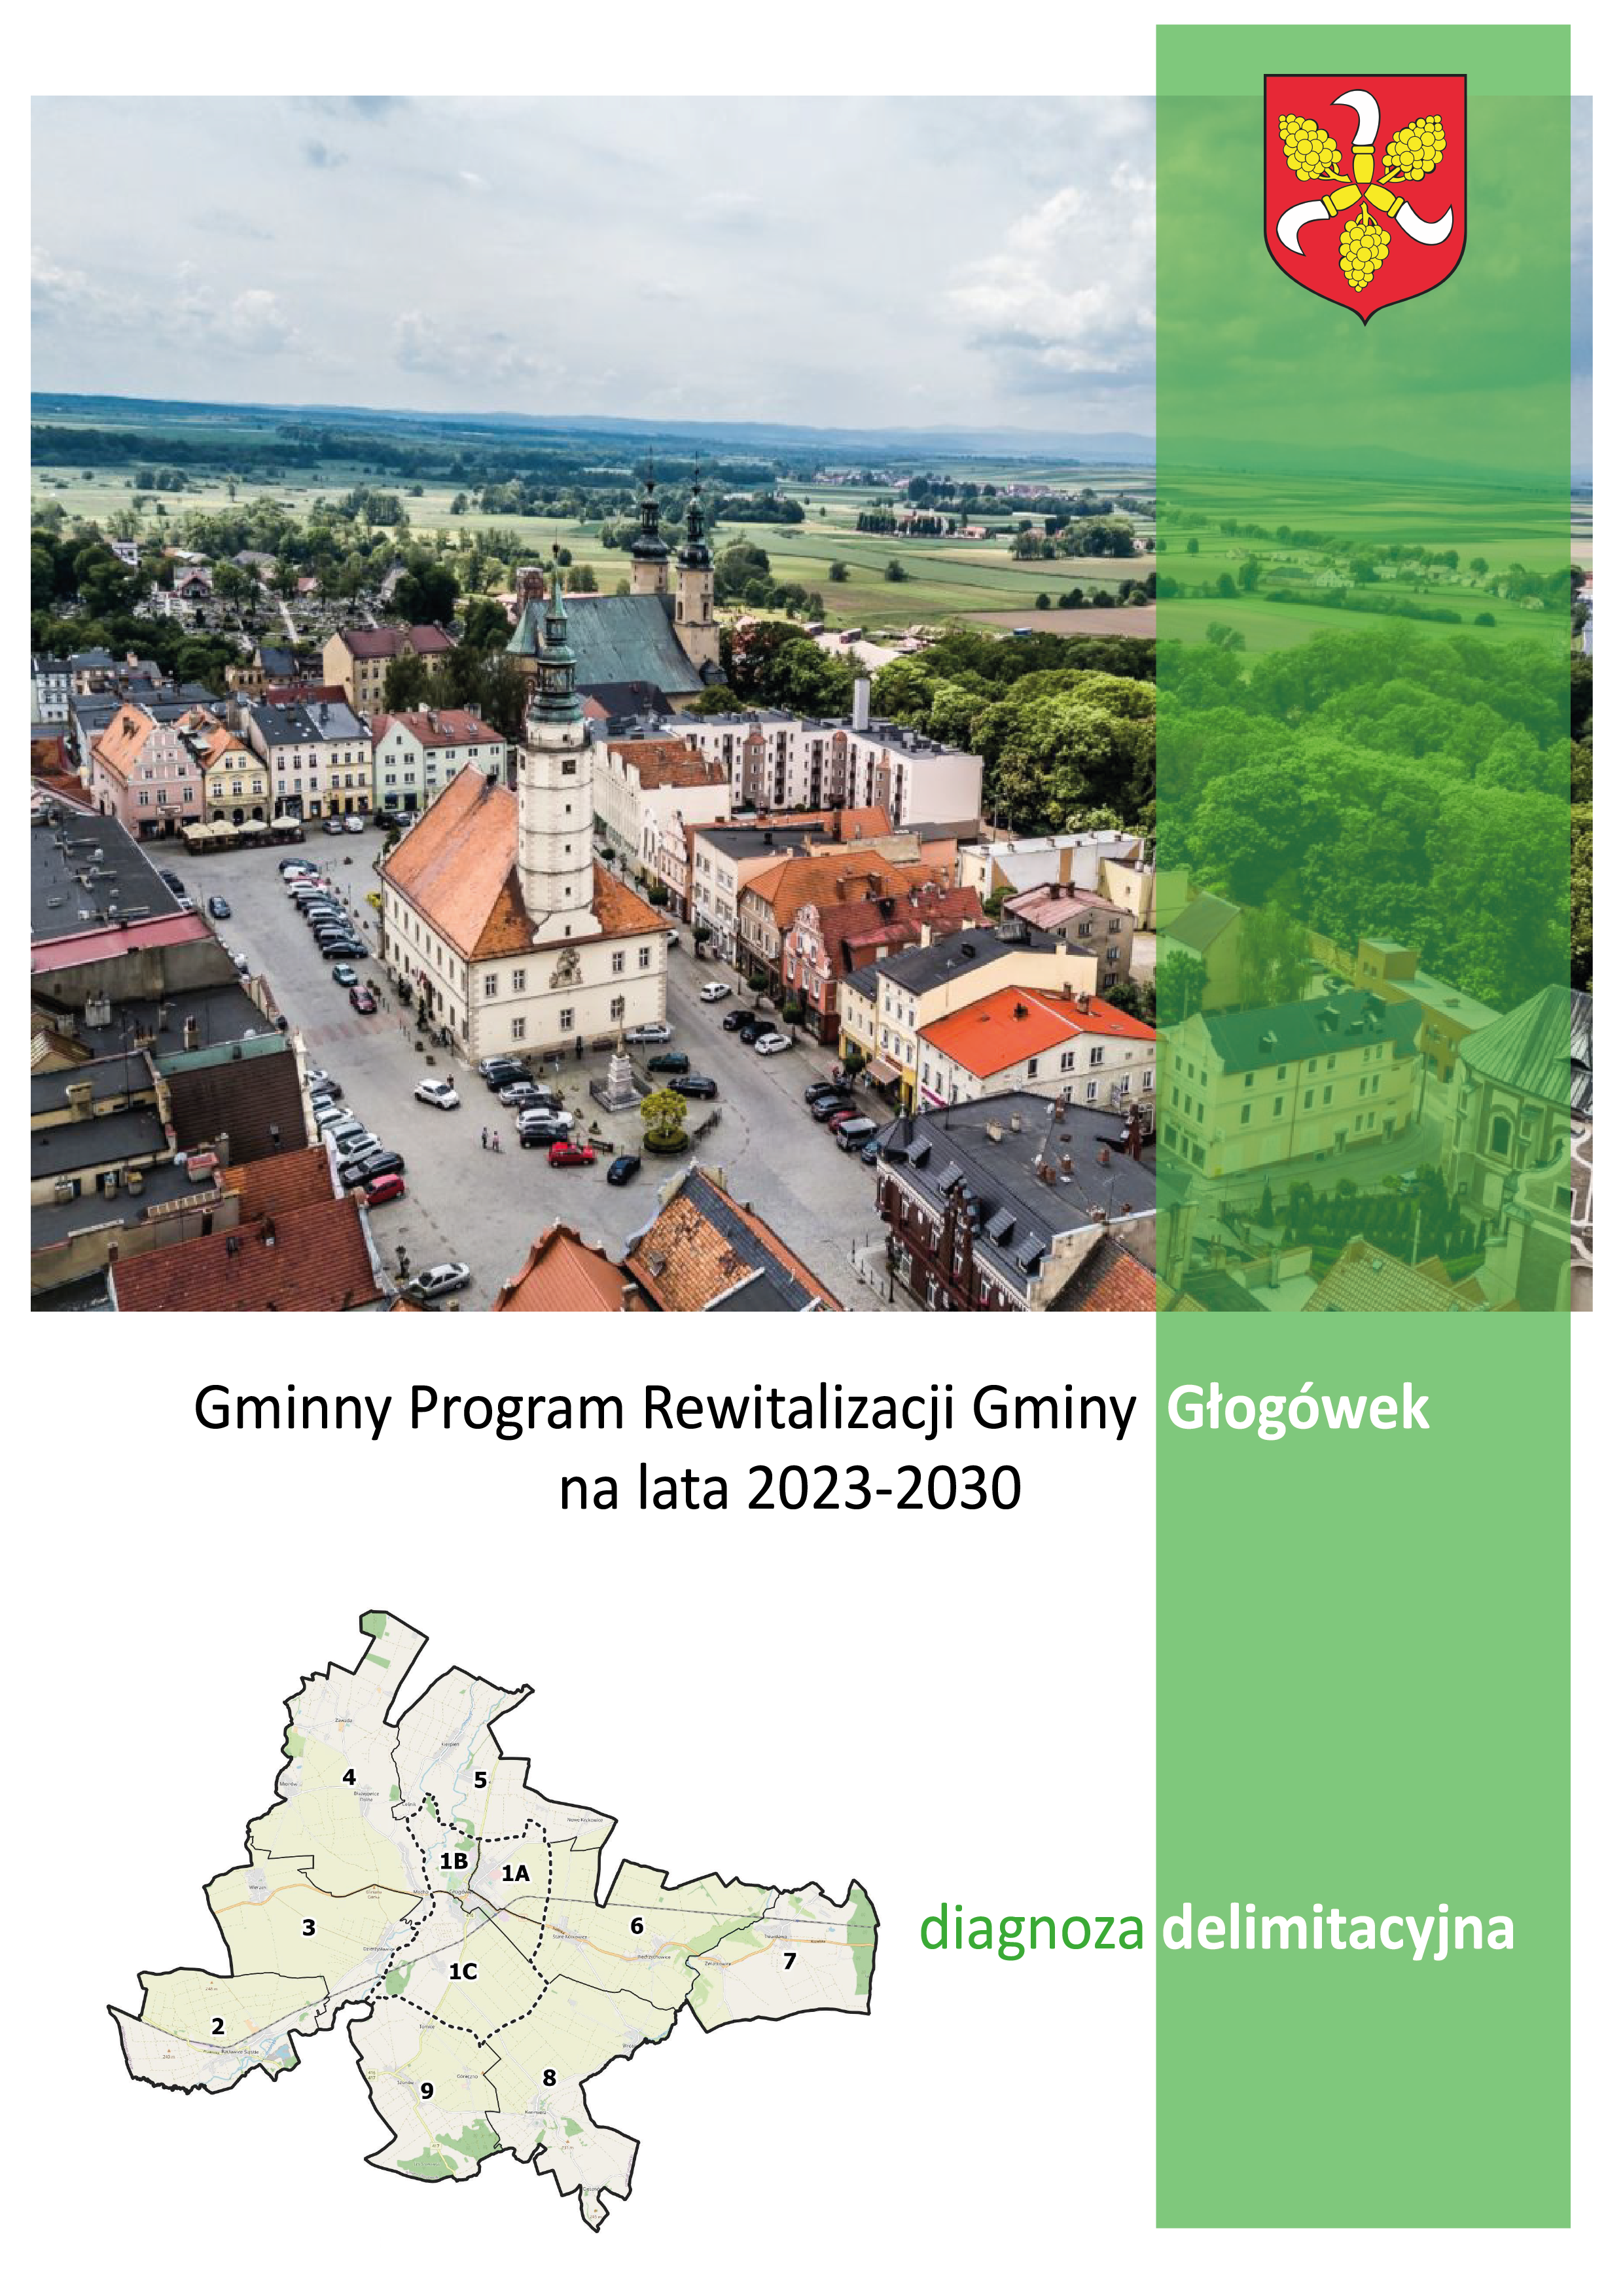 Gminny Program Rewitalizacji Gminy Głogówek
na lata 2023-2030
4
5
1B
1A
3
6
7
1C
2
8
9
diagnoza delimitacyjna